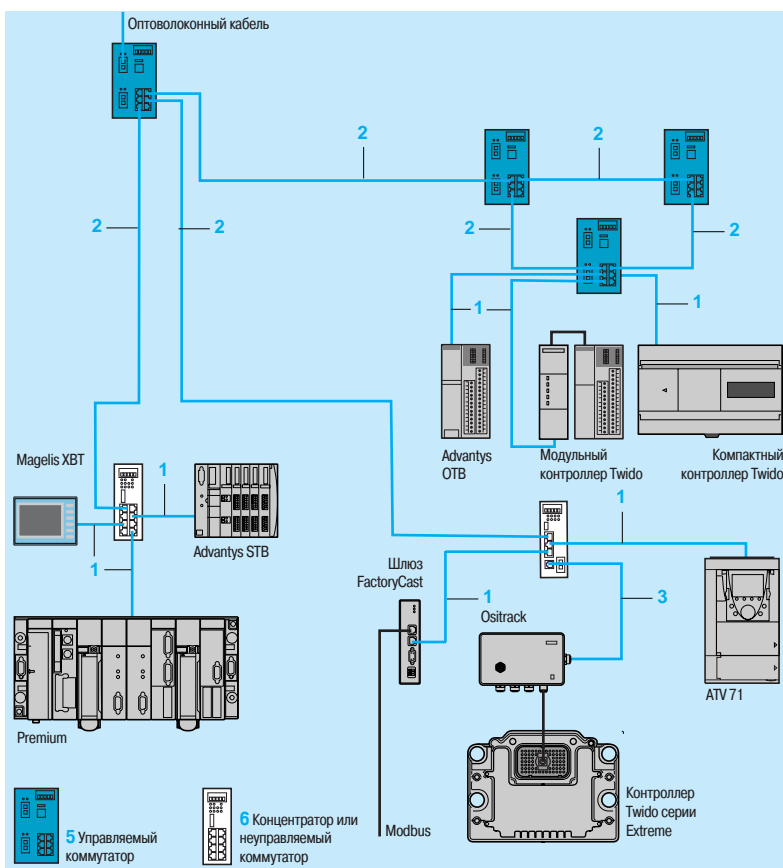 Оптоволоконный кабель
2
2
2
2
2
2
1
1
Advantys
OTB
Модульный
контроллер Twido
Компактный
контроллер Twido
Magelis XBT
1
Advantys STB
1
1
Шлюз
FactoryCast
1
3
Ositrack
ATV 71
Premium
Контроллер
Twido серии
Extreme
Modbus
5 Управляемый
коммутатор
6 Концентратор или
неуправляемый
коммутатор